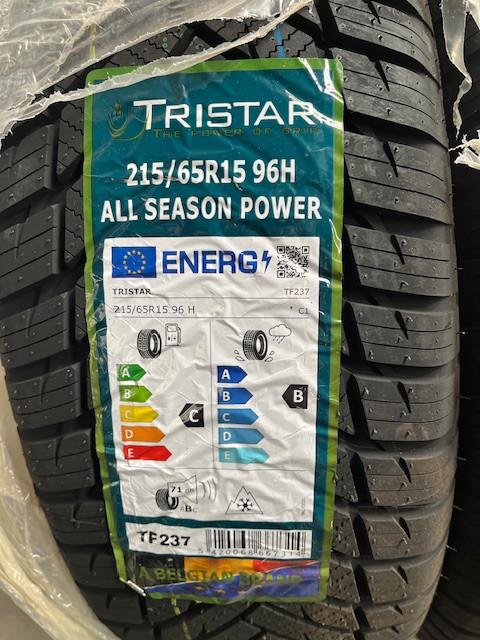 TRISTAR
THE POWER OF GRIP
215/65R15 96H
ALL SEASON POWER
ENERG
TRISTAR TF237
215/65R15 96 H C1
A A
B B B
C C C
D D
E E
71 dB
ABC
TF237
A BELGIAN BRAND